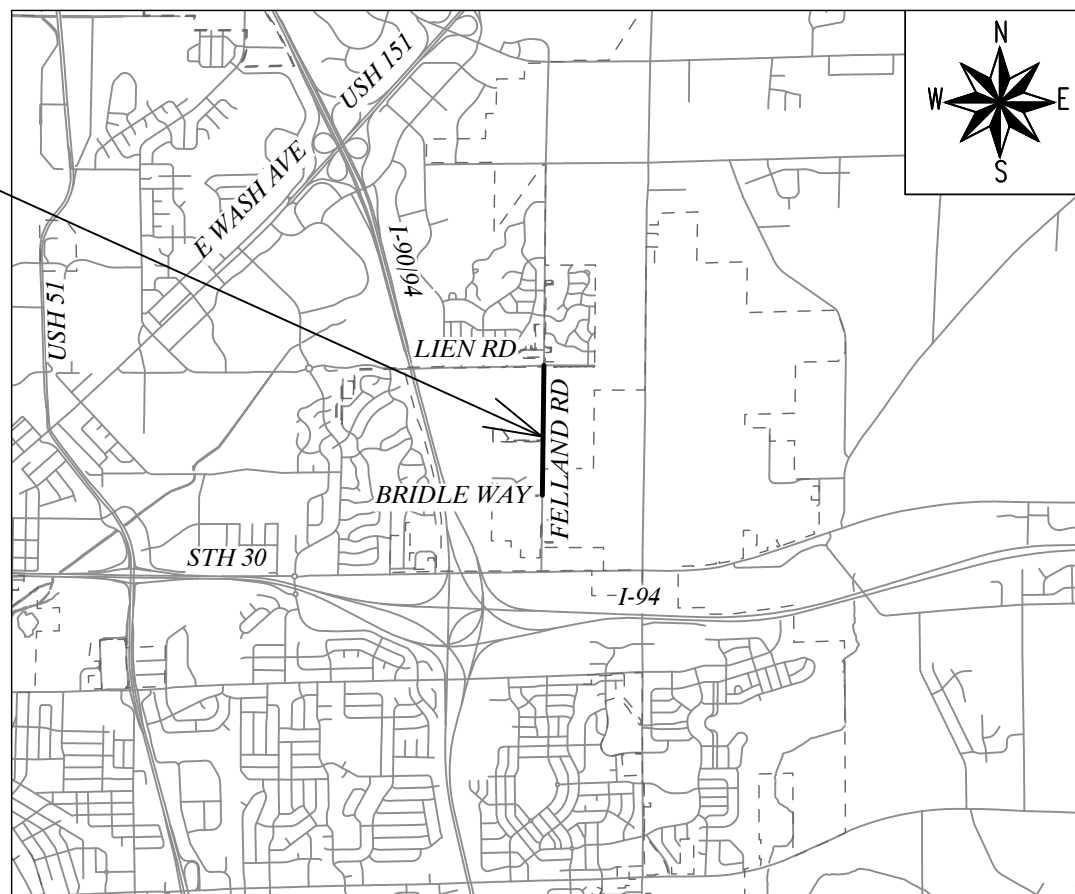 N
W E
S
USH 151
E WASH AVE
I-90/94
USH 51
LIEN RD
FELLAND RD
BRIDLE WAY
STH 30
I-94